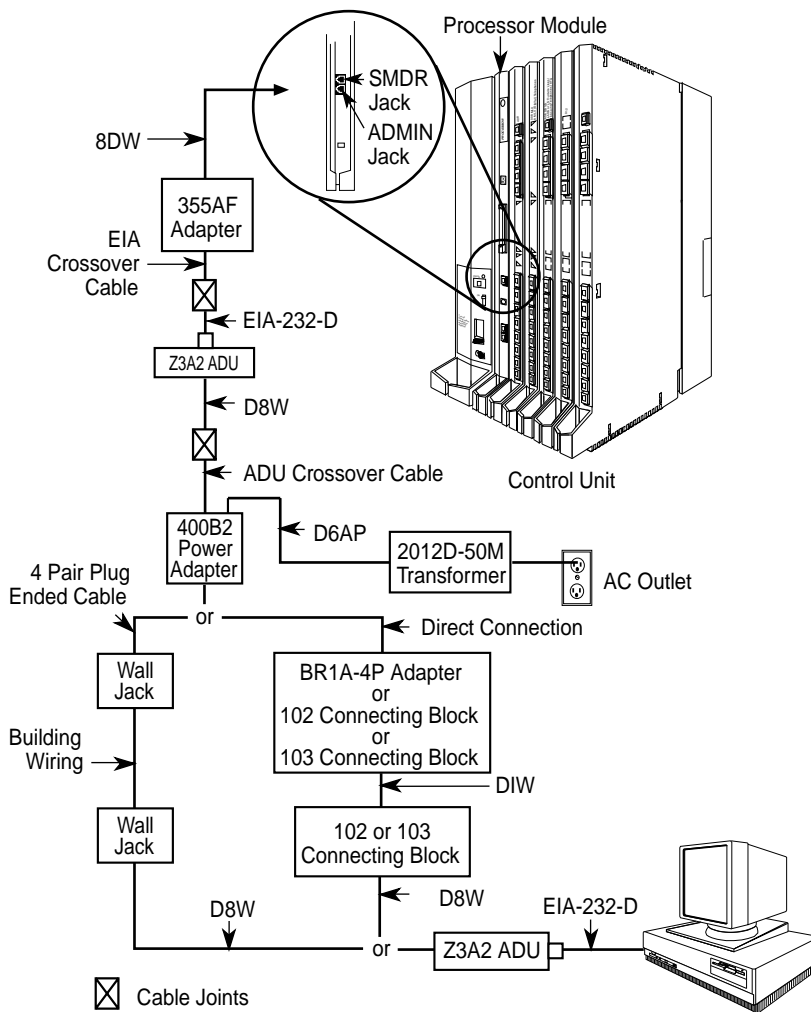 Processor Module
SMDR
Jack
ADMIN
Jack
8DW
355AF
Adapter
EIA
Crossover
Cable
EIA-232-D
Z3A2 ADU
D8W
ADU Crossover Cable
Control Unit
400B2
Power
Adapter
D6AP
2012D-50M
Transformer
AC Outlet
4 Pair Plug
Ended Cable
or
Direct Connection
Wall
Jack
BR1A-4P Adapter
or
102 Connecting Block
or
103 Connecting Block
Building
Wiring
DIW
Wall
Jack
102 or 103
Connecting Block
D8W
D8W
EIA-232-D
or
Z3A2 ADU
Cable Joints